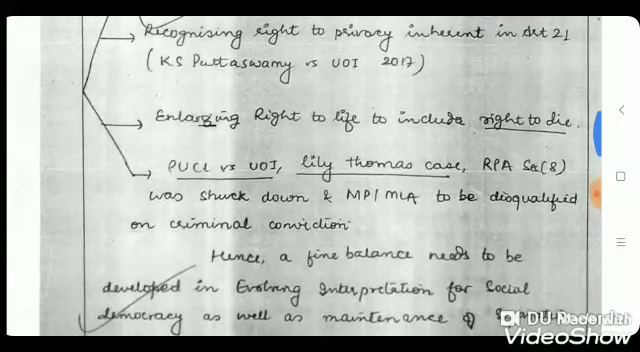 → Recognising right to privacy inherent in Art 21
(KS Puttaswamy vs UOI 2017)
→ Enlarging Right to life to include right to die.
→ PUCL vs UOI, lily thomas case, RPA Sec(8)
was struck down & MP/MLA to be disqualified
on criminal conviction.
Hence, a fine balance needs to be
developed in Evolving Interpretation for Social
democracy as well as maintenance of
DU
VideoShow